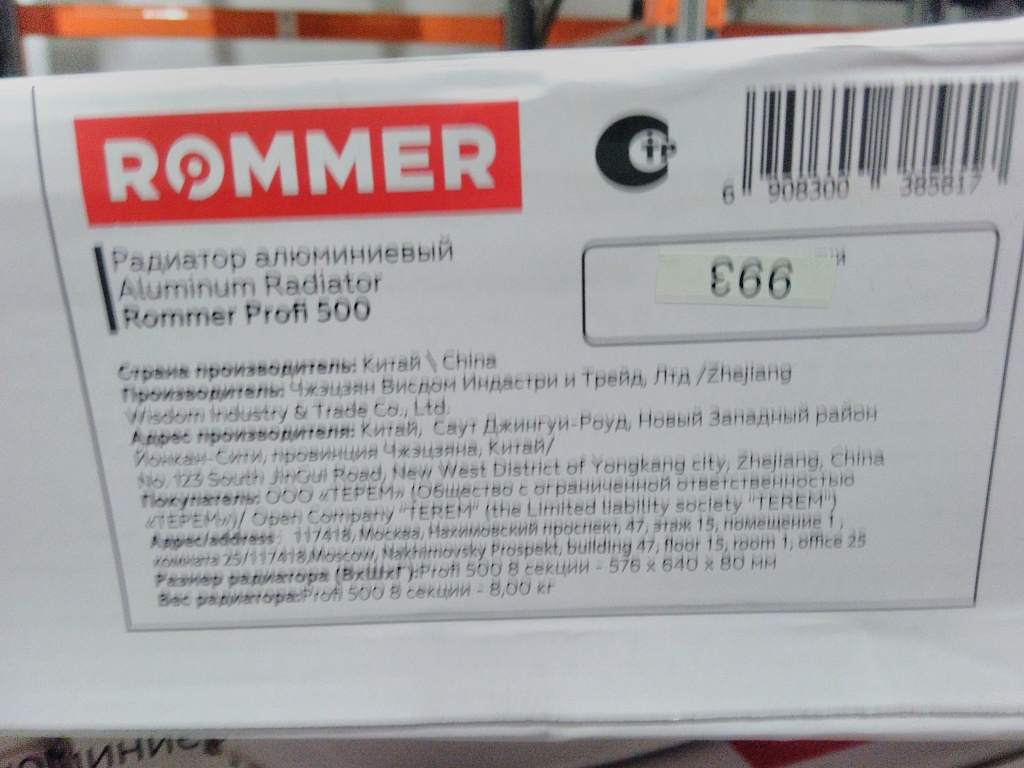 ROMMER
6 908300 385817
Радиатор алюминиевый
Aluminum Radiator
Rommer Profi 500
993
Страна производитель: Китай \ China
Производитель: Чжэцзян Висдом Индастри и Трейд, Лтд /Zhejiang
Wisdom Industry & Trade Co., Ltd.
Адрес производителя: Китай, Саут Джингуи-Роуд, Новый Западный район
Йонкан-Сити, провинция Чжэцзяна, Китай/
No. 123 South JinGui Road, New West District of Yongkang city, Zhejiang, China
Покупатель: ООО «ТЕРЕМ» (Общество с ограниченной ответственностью
«ТЕРЕМ»)/ Open Company "TEREM" (the Limited liability society "TEREM")
Адрес/address: 117418, Москва, Нахимовский проспект, 47, этаж 15, помещение 1,
комната 25/117418,Moscow, Nakhimovsky Prospekt, building 47, floor 15, room 1, office 25
Размер радиатора (ВхШхГ):Profi 500 8 секции - 576 x 640 x 80 мм
Вес радиатора:Profi 500 8 секции - 8,00 кг